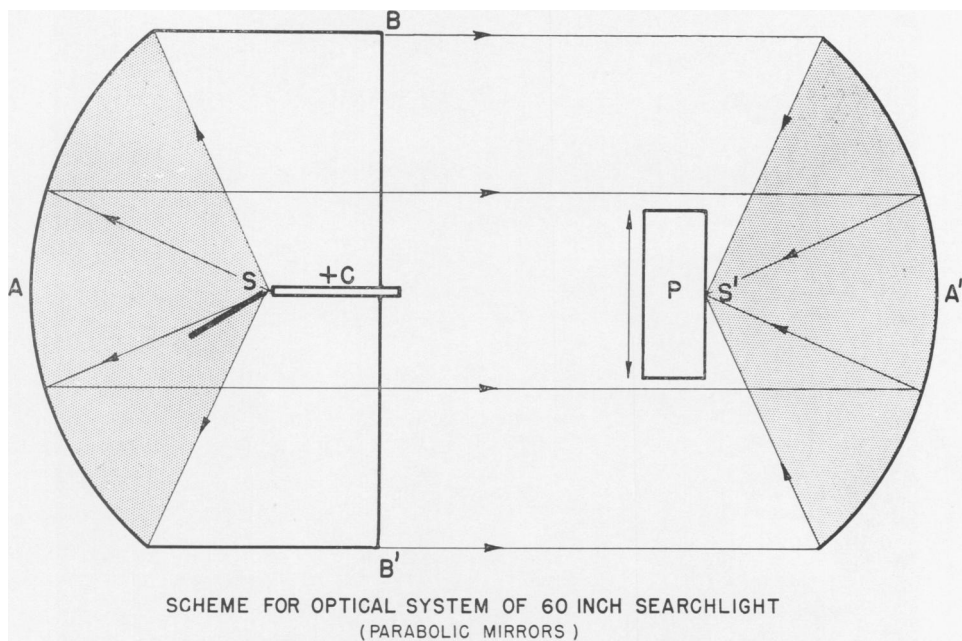 B
S
+C
A
P
S'
A'
B'
SCHEME FOR OPTICAL SYSTEM OF 60 INCH SEARCHLIGHT
(PARABOLIC MIRRORS)